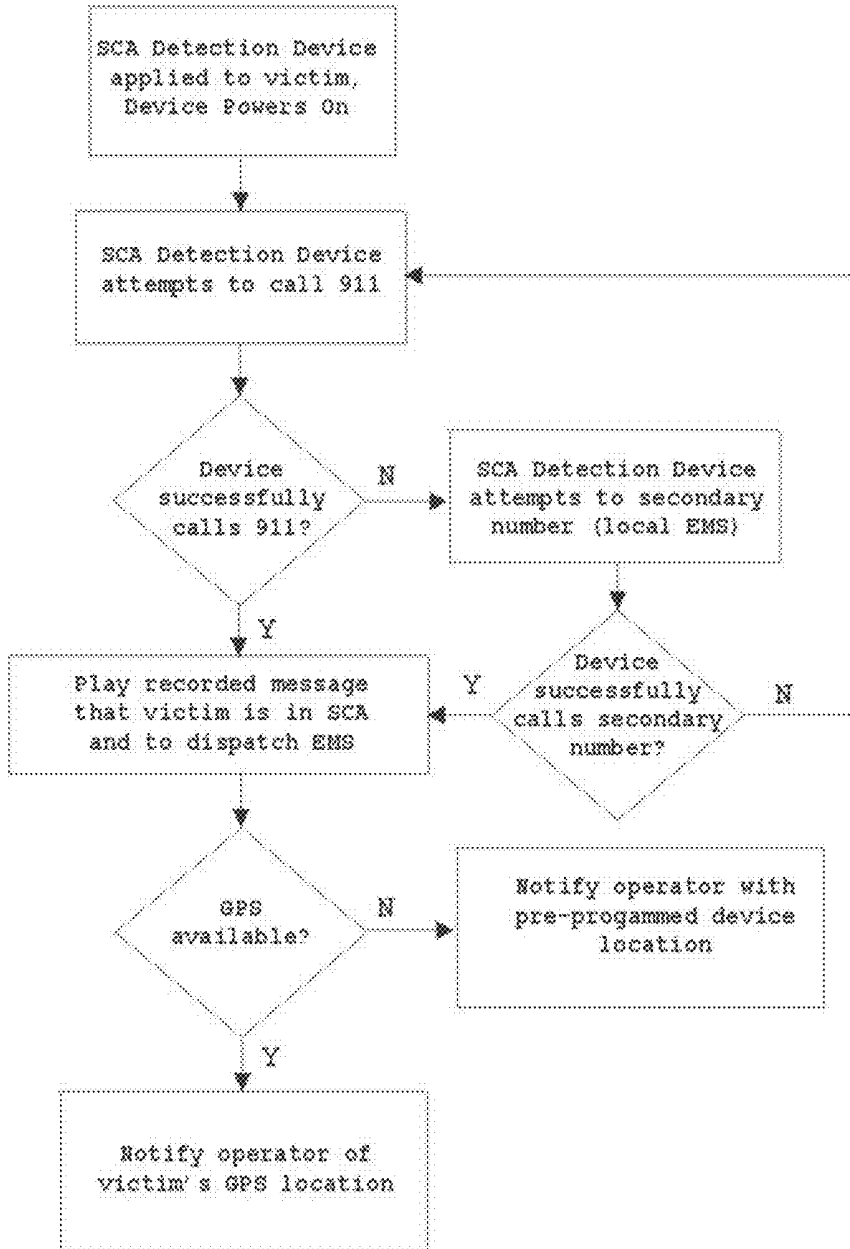 SCA Detection Device
applied to victim,
Device Powers On
SCA Detection Device
attempts to call 911
Device
successfully
calls 911?
N
SCA Detection Device
attempts to secondary
number (local EMS)
Y
Play recorded message
that victim is in SCA
and to dispatch EMS
Y
Device
successfully
calls secondary
number?
N
GPS
available?
N
Notify operator with
pre-progammed device
location
Y
Notify operator of
victim's GPS location